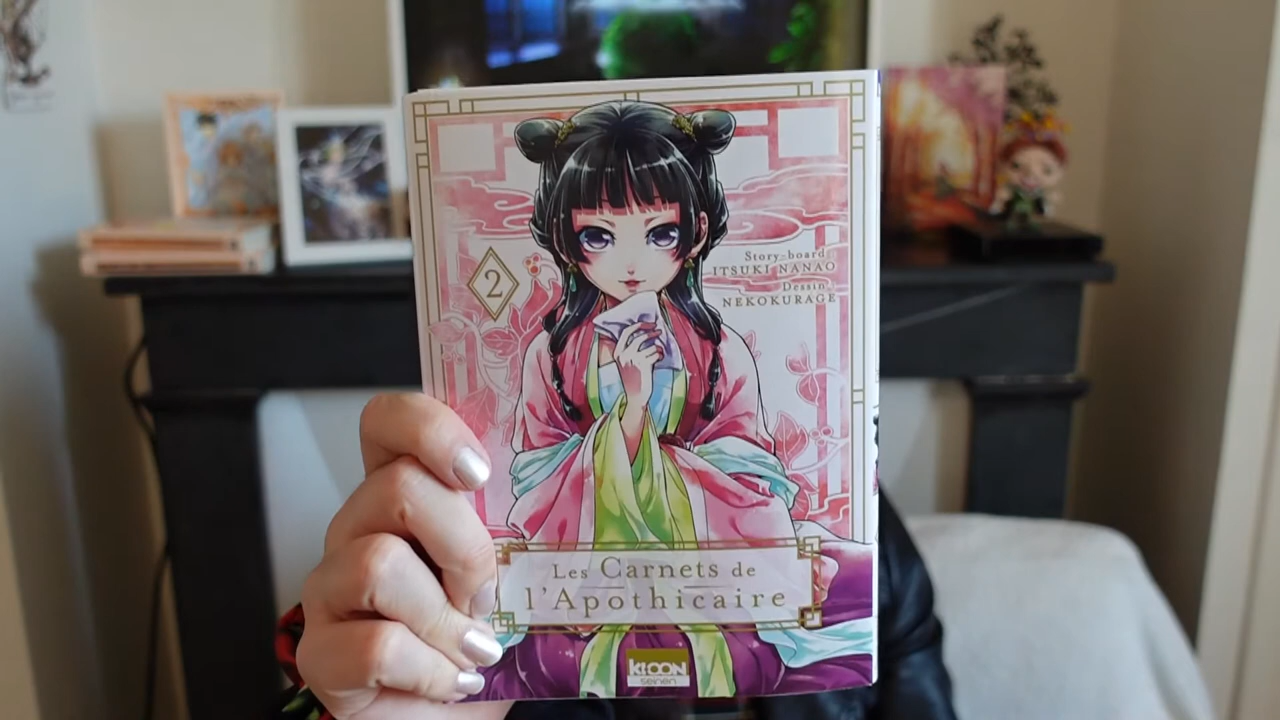 2
Story-board
ITSUKI NANAO
Dessin
NEKOKURAGE
Les Carnets de
l'Apothicaire
KI-OON
seinen